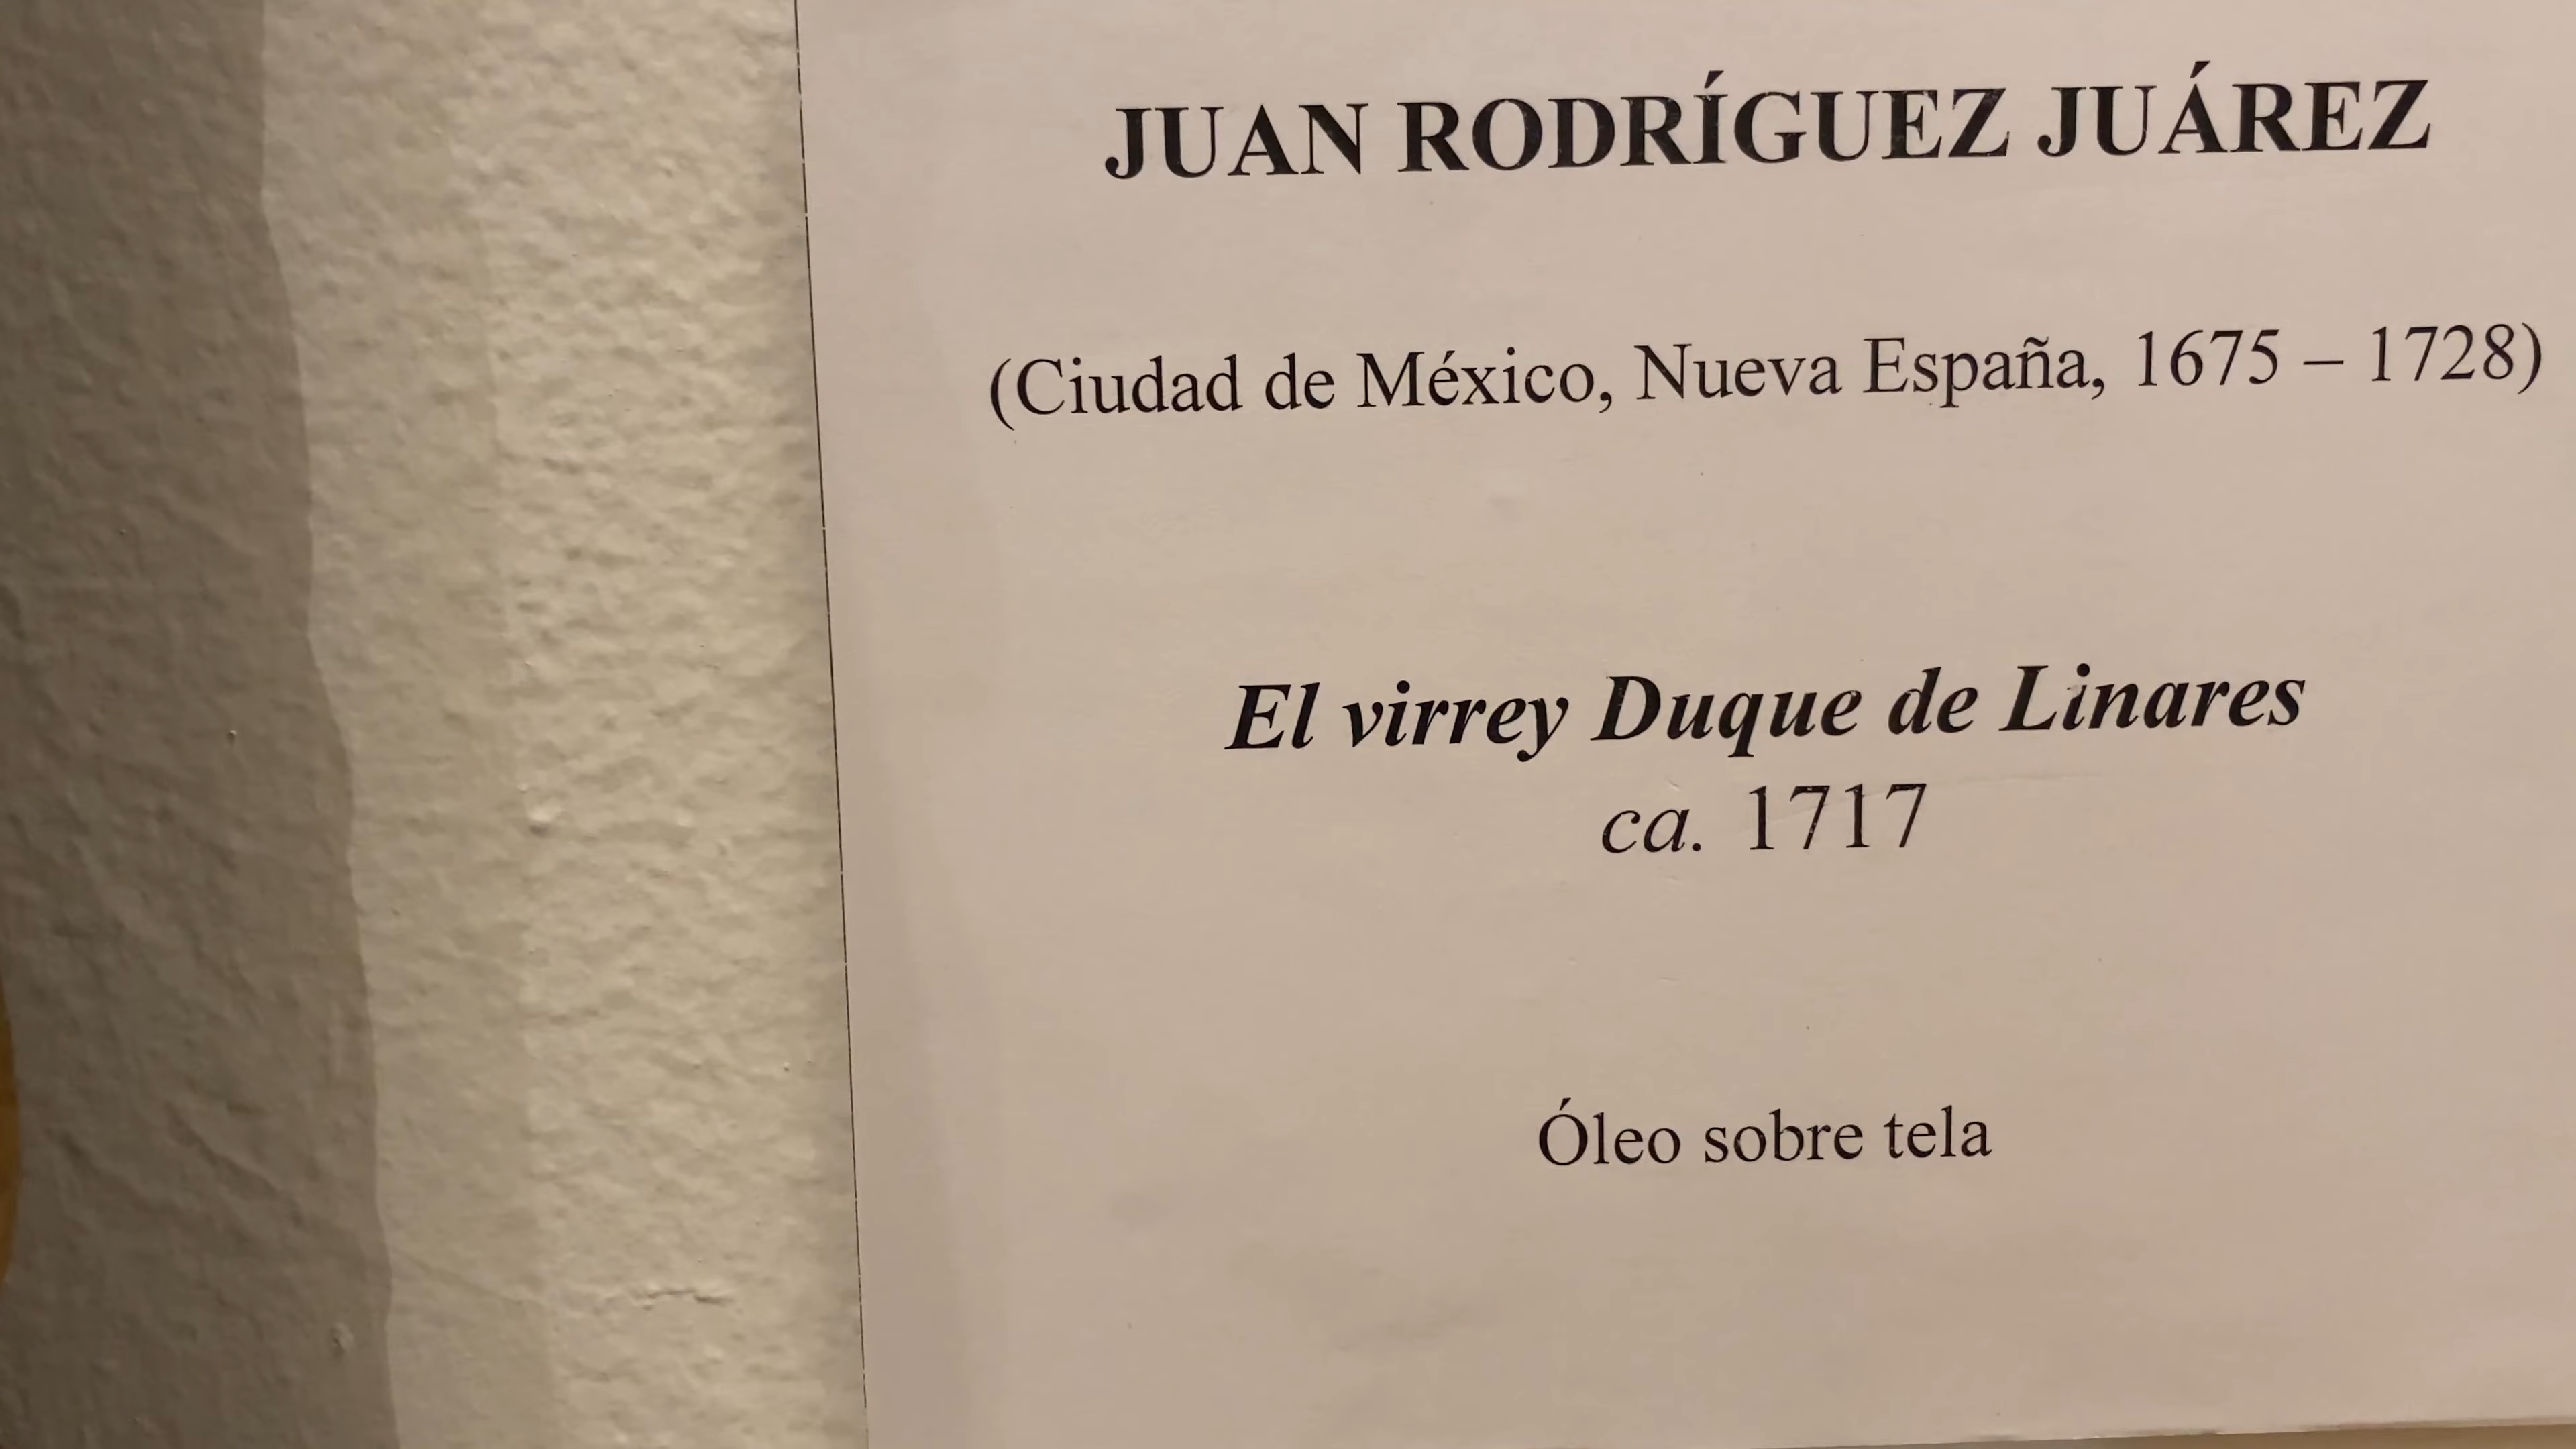 JUAN RODRÍGUEZ JUÁREZ
(Ciudad de México, Nueva España, 1675 – 1728)
El virrey Duque de Linares
ca. 1717
Óleo sobre tela